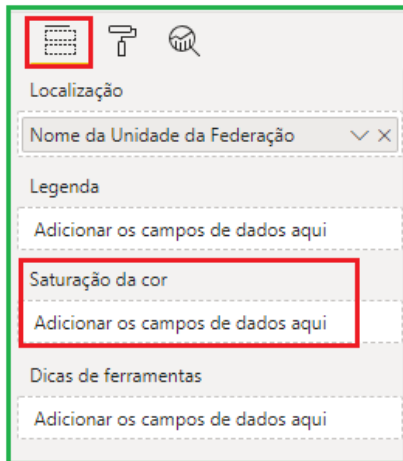 Localização
Nome da Unidade da Federação
Legenda
Adicionar os campos de dados aqui
Saturação da cor
Adicionar os campos de dados aqui
Dicas de ferramentas
Adicionar os campos de dados aqui